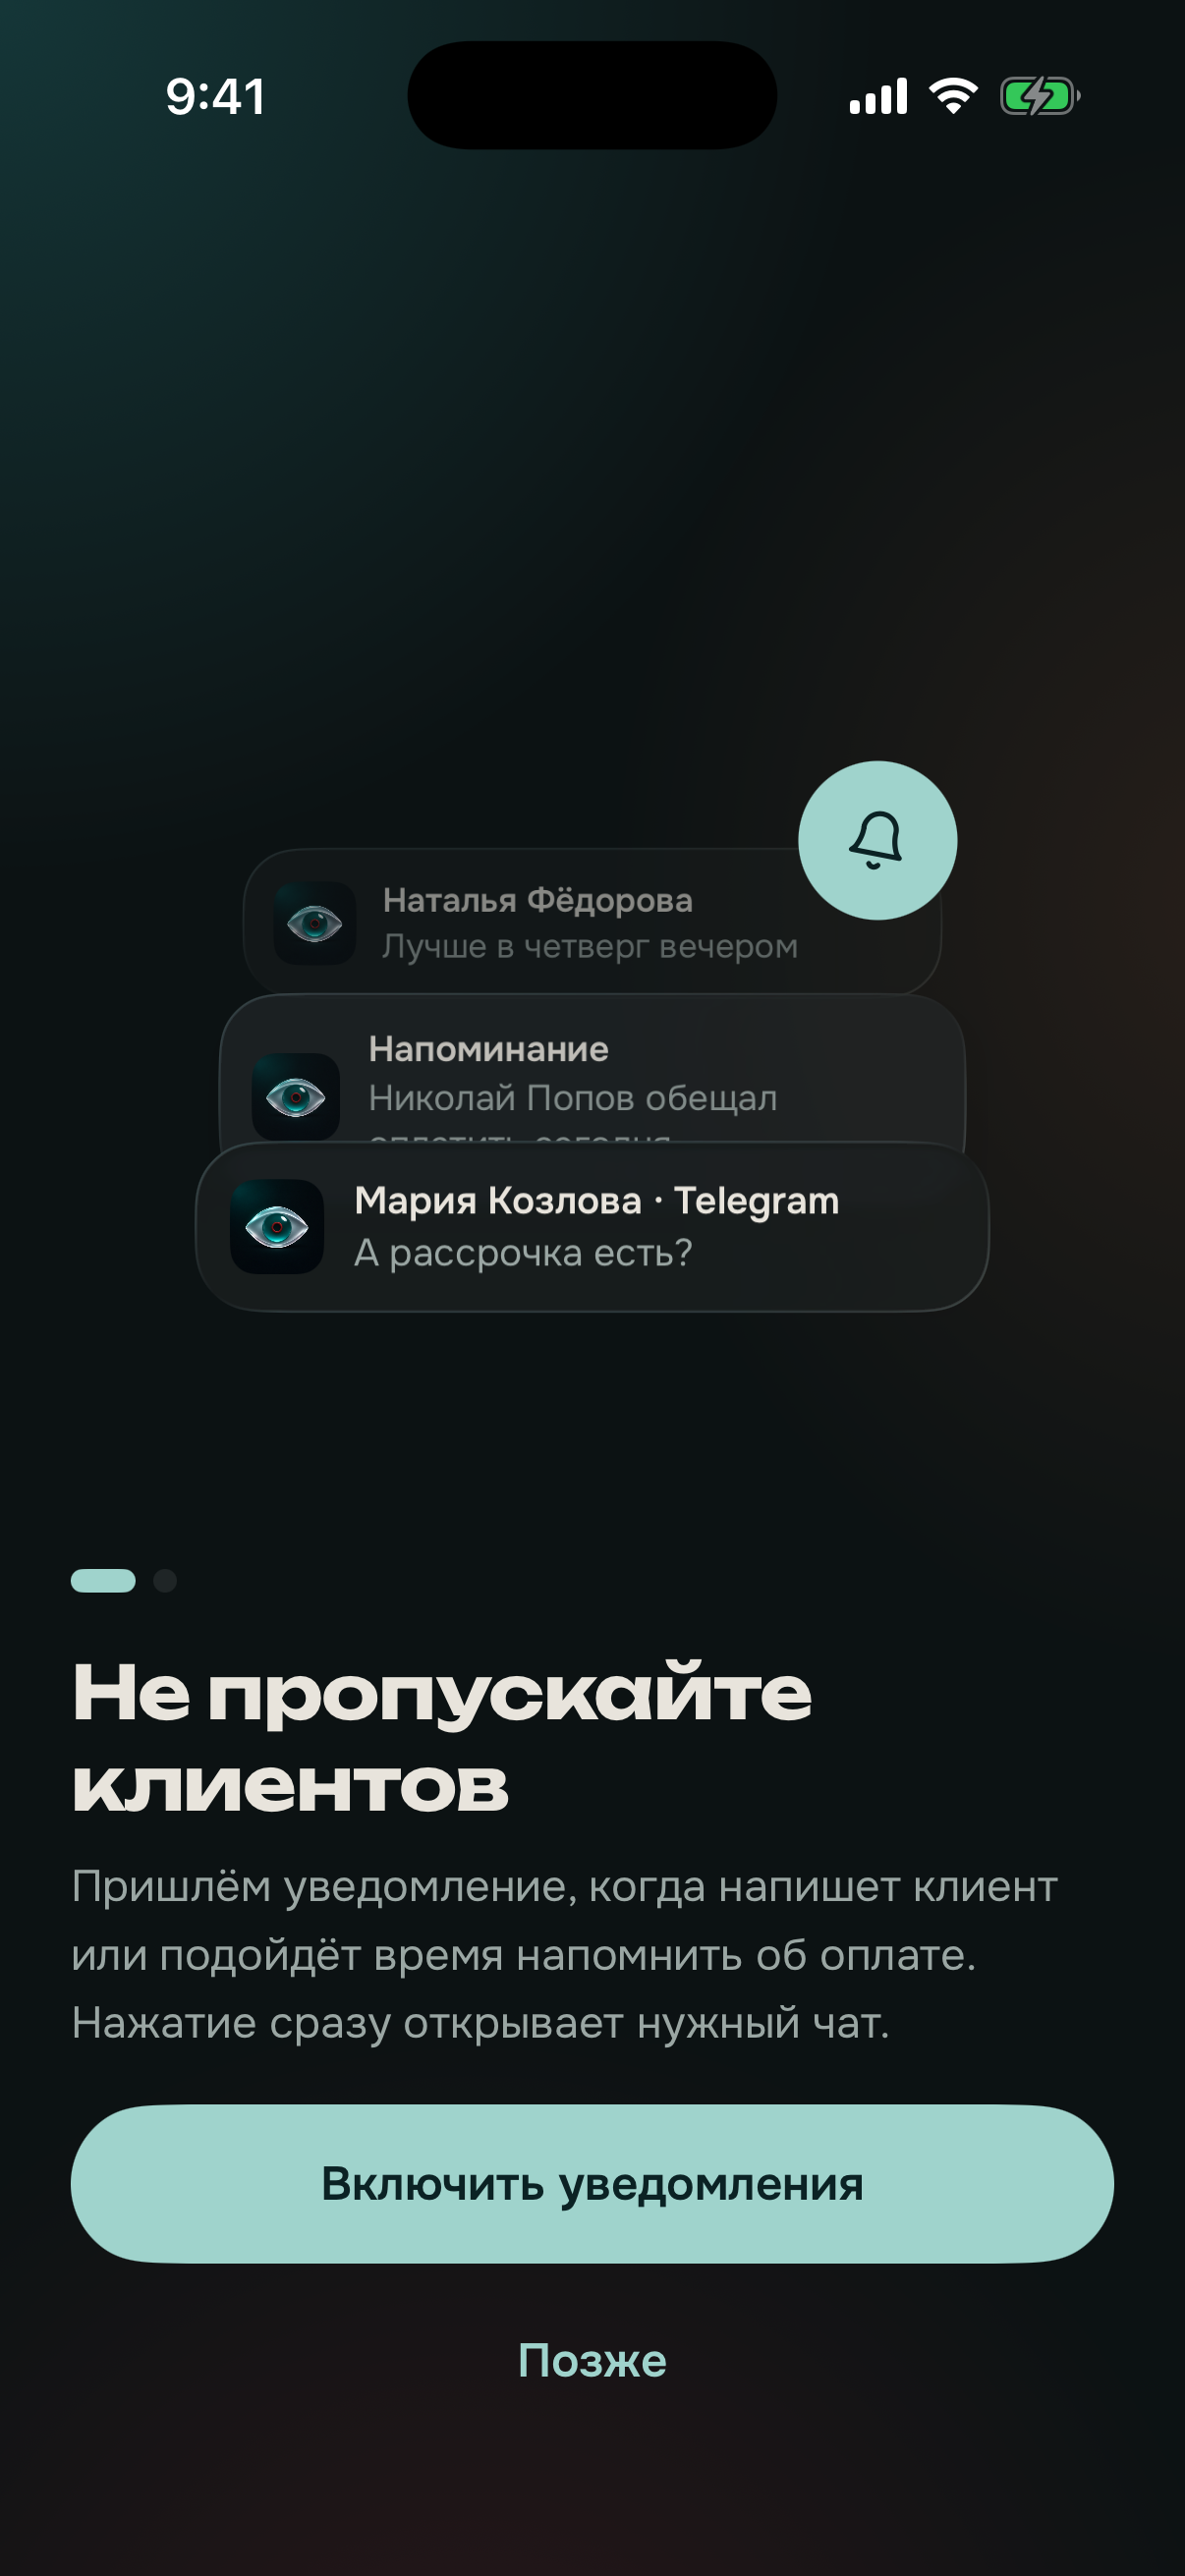 9:41
Наталья Фёдорова
Лучше в четверг вечером
Напоминание
Николай Попов обещал
оплатить сегодня
Мария Козлова · Telegram
А рассрочка есть?
Не пропускайте
клиентов
Пришлём уведомление, когда напишет клиент
или подойдёт время напомнить об оплате.
Нажатие сразу открывает нужный чат.
Включить уведомления
Позже